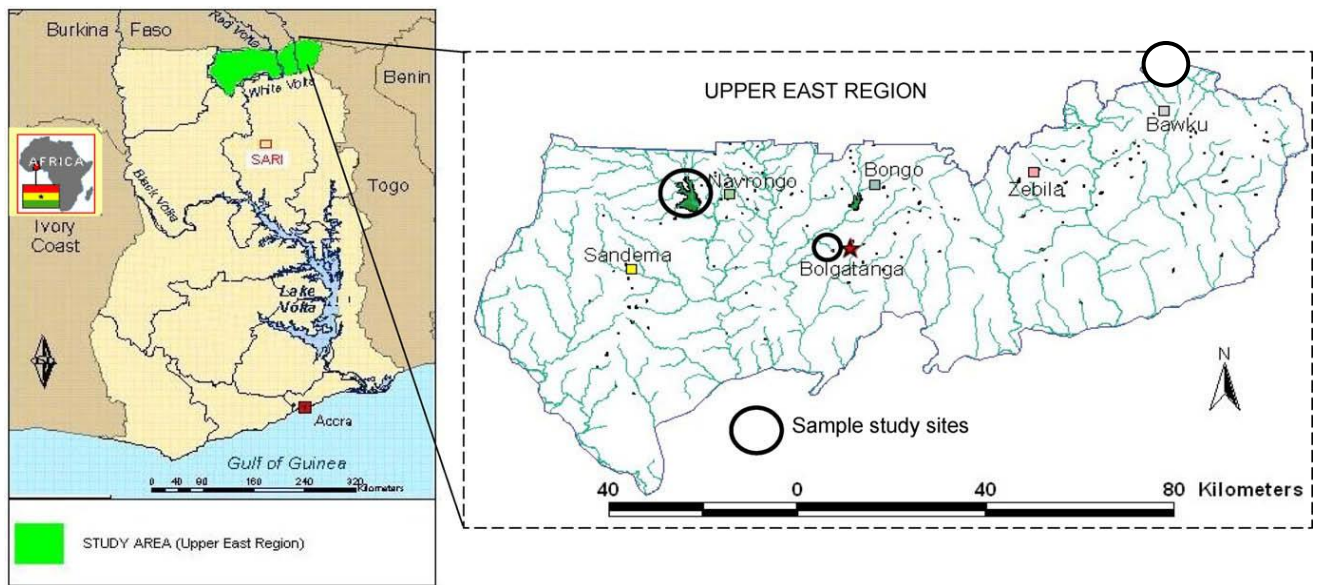 Burkina Faso
Red Volta
Benin
White Volta
SARI
AFRICA
Togo
Black Volta
Ivory
Coast
Lake
Volta
Accra
Gulf of Guinea
0 40 80 160 240 320
Kilometers
STUDY AREA (Upper East Region)
UPPER EAST REGION
Bawku
Navrongo
Bongo
Zebila
Sandema
Bolgatanga
N
Sample study sites
40 0 40 80 Kilometers